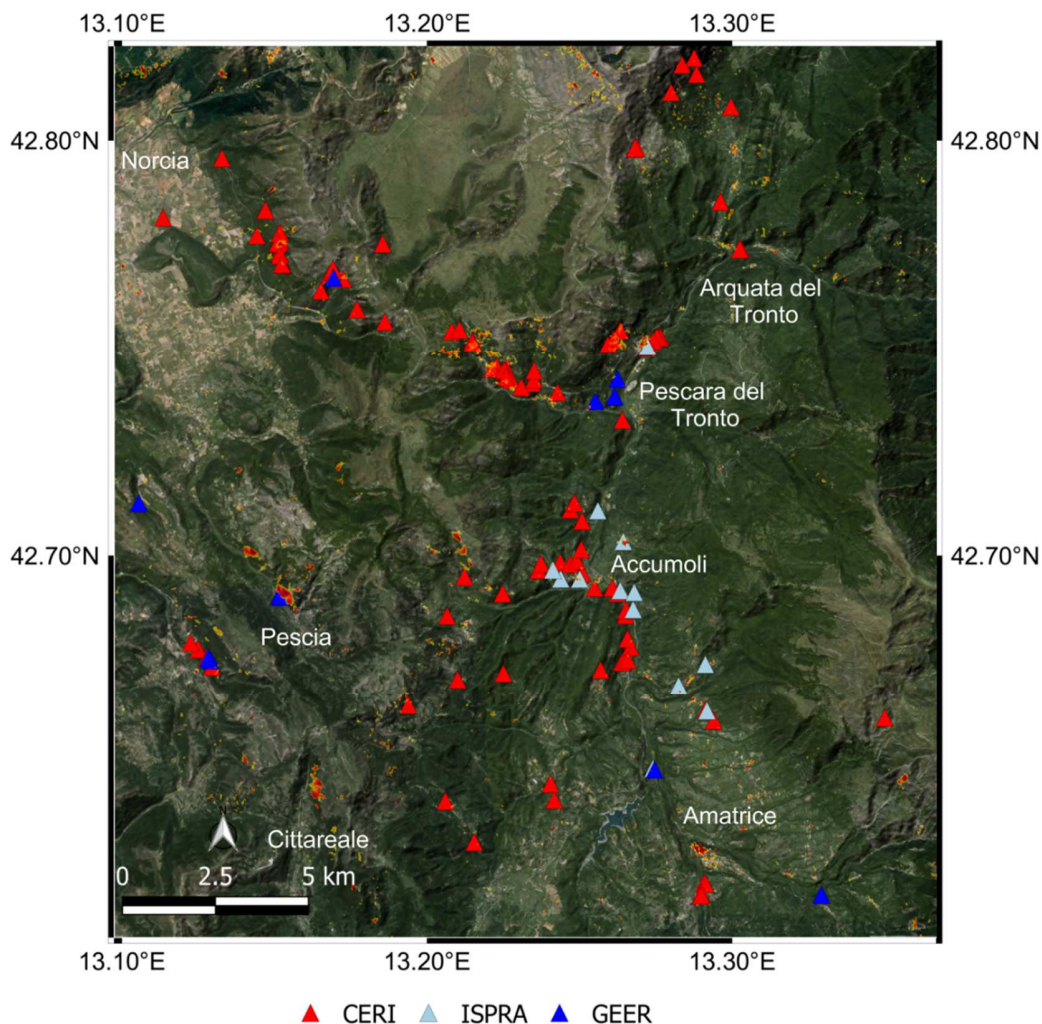 13.10°E 13.20°E 13.30°E
42.80°N 42.80°N
Norcia
Arquata del
Tronto
Pescara del
Tronto
42.70°N 42.70°N
Accumoli
Pescia
Amatrice
Cittareale
0 2.5 5 km
13.10°E 13.20°E 13.30°E
CERI ISPRA GEER